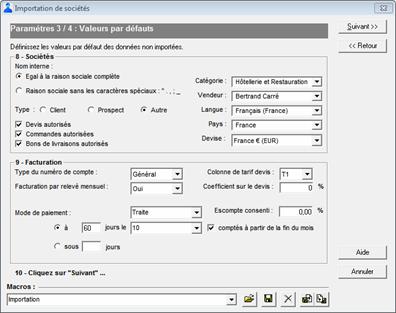 Importation de sociétés
Paramètres 3 / 4 : Valeurs par défauts
Suivant >>
<< Retour
Définissez les valeurs par défaut des données non importées.
8 - Sociétés
Nom interne :
Egal à la raison sociale complète
Raison sociale sans les caractères spéciaux : " . . ; _
Type : Client Prospect Autre
Devis autorisés
Commandes autorisées
Bons de livraisons autorisés
Catégorie : Hôtellerie et Restauration
Vendeur : Bertrand Carré
Langue : Français (France)
Pays : France
Devise : France € (EUR)
9 - Facturation
Type du numéro de compte : Général
Colonne de tarif devis : T1
Facturation par relevé mensuel : Oui
Coefficient sur le devis : 0 %
Mode de paiement : Traite
Escompte consenti : 0,00 %
à 60 jours le 10 comptés à partir de la fin du mois
sous jours
10 - Cliquez sur "Suivant" ...
Aide
Annuler
Macros :
Importation